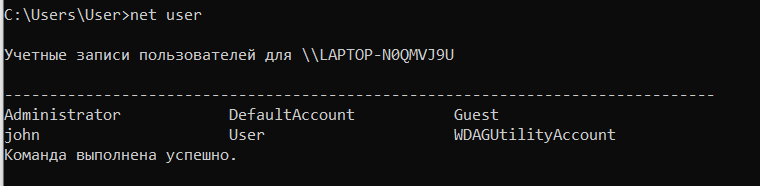 C:\Users\User>net user
Учетные записи пользователей для \\LAPTOP-N0QMVJ9U
-------------------------------------------------------------------------------
Administrator DefaultAccount Guest
john User WDAGUtilityAccount
Команда выполнена успешно.